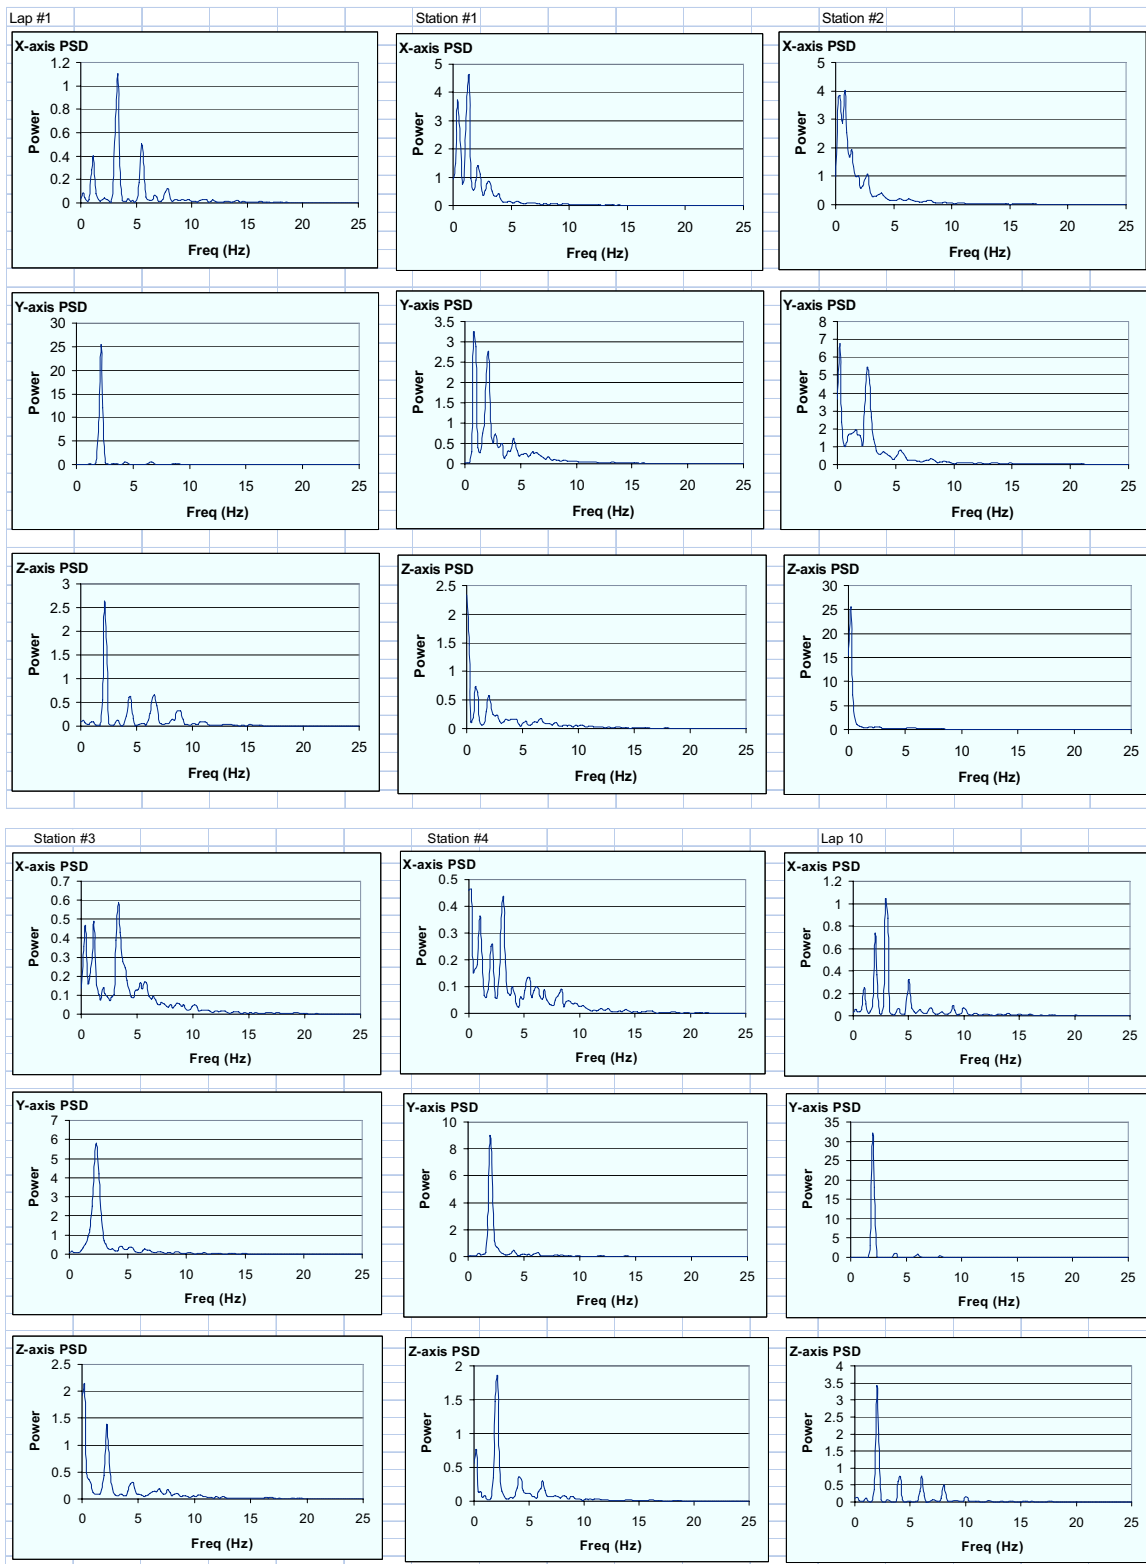 Lap #1 Station #1 Station #2
X-axis PSD
1.2
1
0.8
0.6
0.4
0.2
0
Power
0 5 10 15 20 25
Freq (Hz)
X-axis PSD
5
4
3
2
1
0
Power
0 5 10 15 20 25
Freq (Hz)
X-axis PSD
5
4
3
2
1
0
Power
0 5 10 15 20 25
Freq (Hz)
Y-axis PSD
30
25
20
15
10
5
0
Power
0 5 10 15 20 25
Freq (Hz)
Y-axis PSD
3.5
3
2.5
2
1.5
1
0.5
0
Power
0 5 10 15 20 25
Freq (Hz)
Y-axis PSD
8
7
6
5
4
3
2
1
0
Power
0 5 10 15 20 25
Freq (Hz)
Z-axis PSD
3
2.5
2
1.5
1
0.5
0
Power
0 5 10 15 20 25
Freq (Hz)
Z-axis PSD
2.5
2
1.5
1
0.5
0
Power
0 5 10 15 20 25
Freq (Hz)
Z-axis PSD
30
25
20
15
10
5
0
Power
0 5 10 15 20 25
Freq (Hz)
Station #3 Station #4 Lap 10
X-axis PSD
0.7
0.6
0.5
0.4
0.3
0.2
0.1
0
Power
0 5 10 15 20 25
Freq (Hz)
X-axis PSD
0.5
0.4
0.3
0.2
0.1
0
Power
0 5 10 15 20 25
Freq (Hz)
X-axis PSD
1.2
1
0.8
0.6
0.4
0.2
0
Power
0 5 10 15 20 25
Freq (Hz)
Y-axis PSD
7
6
5
4
3
2
1
0
Power
0 5 10 15 20 25
Freq (Hz)
Y-axis PSD
10
8
6
4
2
0
Power
0 5 10 15 20 25
Freq (Hz)
Y-axis PSD
35
30
25
20
15
10
5
0
Power
0 5 10 15 20 25
Freq (Hz)
Z-axis PSD
2.5
2
1.5
1
0.5
0
Power
0 5 10 15 20 25
Freq (Hz)
Z-axis PSD
2
1.5
1
0.5
0
Power
0 5 10 15 20 25
Freq (Hz)
Z-axis PSD
4
3.5
3
2.5
2
1.5
1
0.5
0
Power
0 5 10 15 20 25
Freq (Hz)